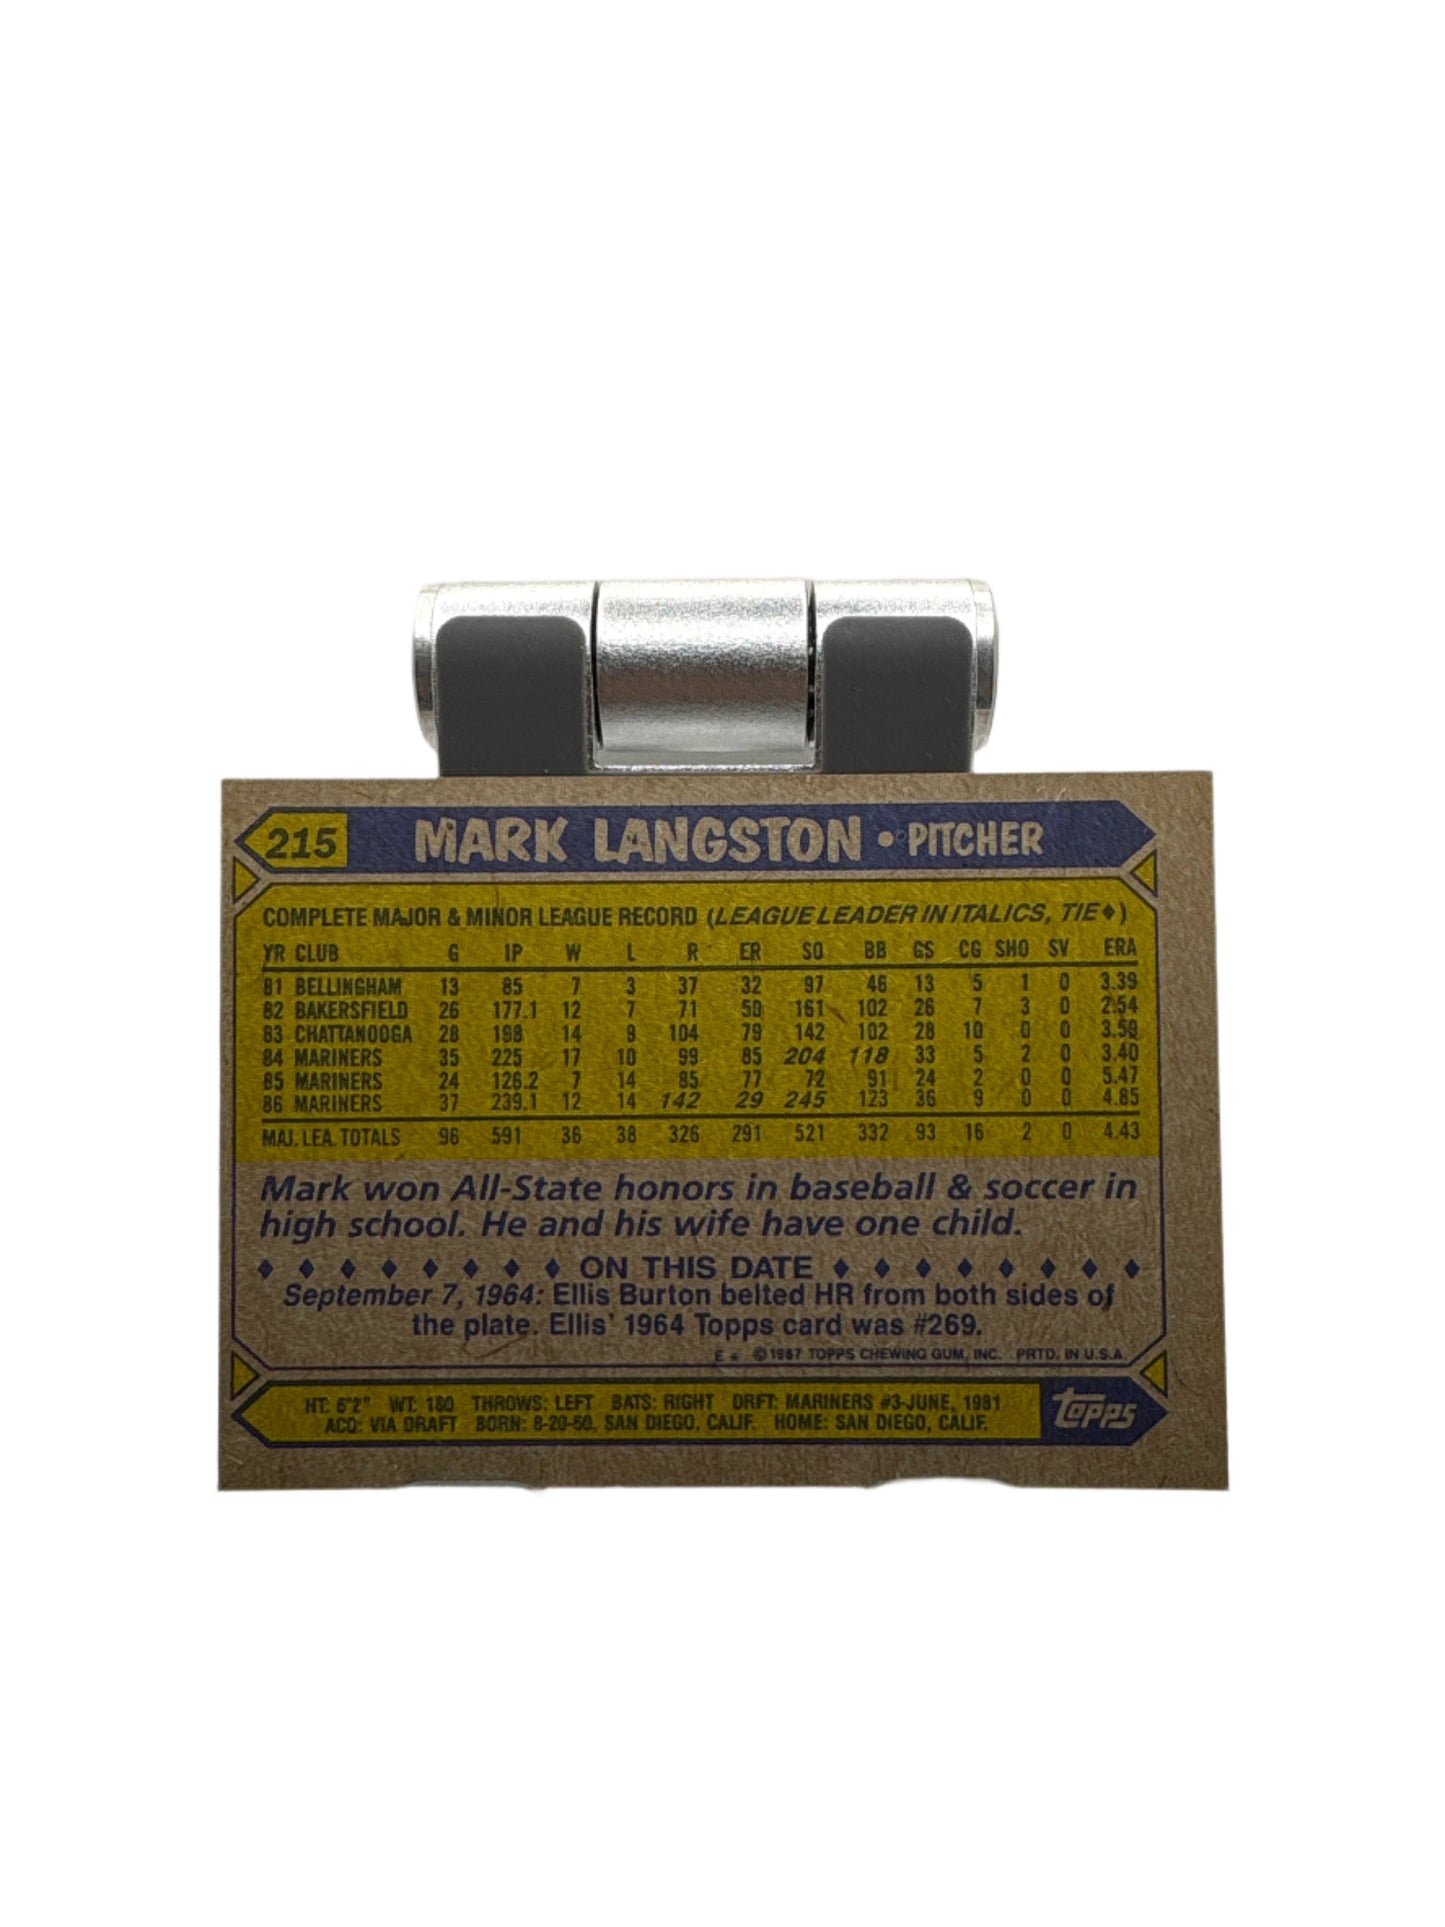 215 MARK LANGSTON • PITCHER
COMPLETE MAJOR & MINOR LEAGUE RECORD (LEAGUE LEADER IN ITALICS, TIE♦)
YR CLUB G IP W L R ER SO BB GS CG SHO SV ERA
81 BELLINGHAM 13 85 7 3 37 32 97 46 13 5 1 0 3.39
82 BAKERSFIELD 26 177.1 12 7 71 50 161 102 26 7 3 0 2.54
83 CHATTANOOGA 28 198 14 9 104 79 142 102 28 10 0 0 3.59
84 MARINERS 35 225 17 10 99 85 204 118 33 5 2 0 3.40
85 MARINERS 24 126.2 7 14 85 77 72 91 24 2 0 0 5.47
86 MARINERS 37 239.1 12 14 142 29 245 123 36 9 0 0 4.85
MAJ. LEA. TOTALS 96 591 36 38 326 291 521 332 93 16 2 0 4.43
Mark won All-State honors in baseball & soccer in
high school. He and his wife have one child.
♦ ♦ ♦ ♦ ♦ ♦ ♦ ♦ ON THIS DATE ♦ ♦ ♦ ♦ ♦ ♦ ♦ ♦
September 7, 1964: Ellis Burton belted HR from both sides of
the plate. Ellis' 1964 Topps card was #269.
E * ©1987 TOPPS CHEWING GUM, INC. PRTD. IN U.S.A.
HT: 6'2" WT: 180 THROWS: LEFT BATS: RIGHT DRFT: MARINERS #3-JUNE, 1981
ACQ: VIA DRAFT BORN: 8-20-60, SAN DIEGO, CALIF. HOME: SAN DIEGO, CALIF.
topps